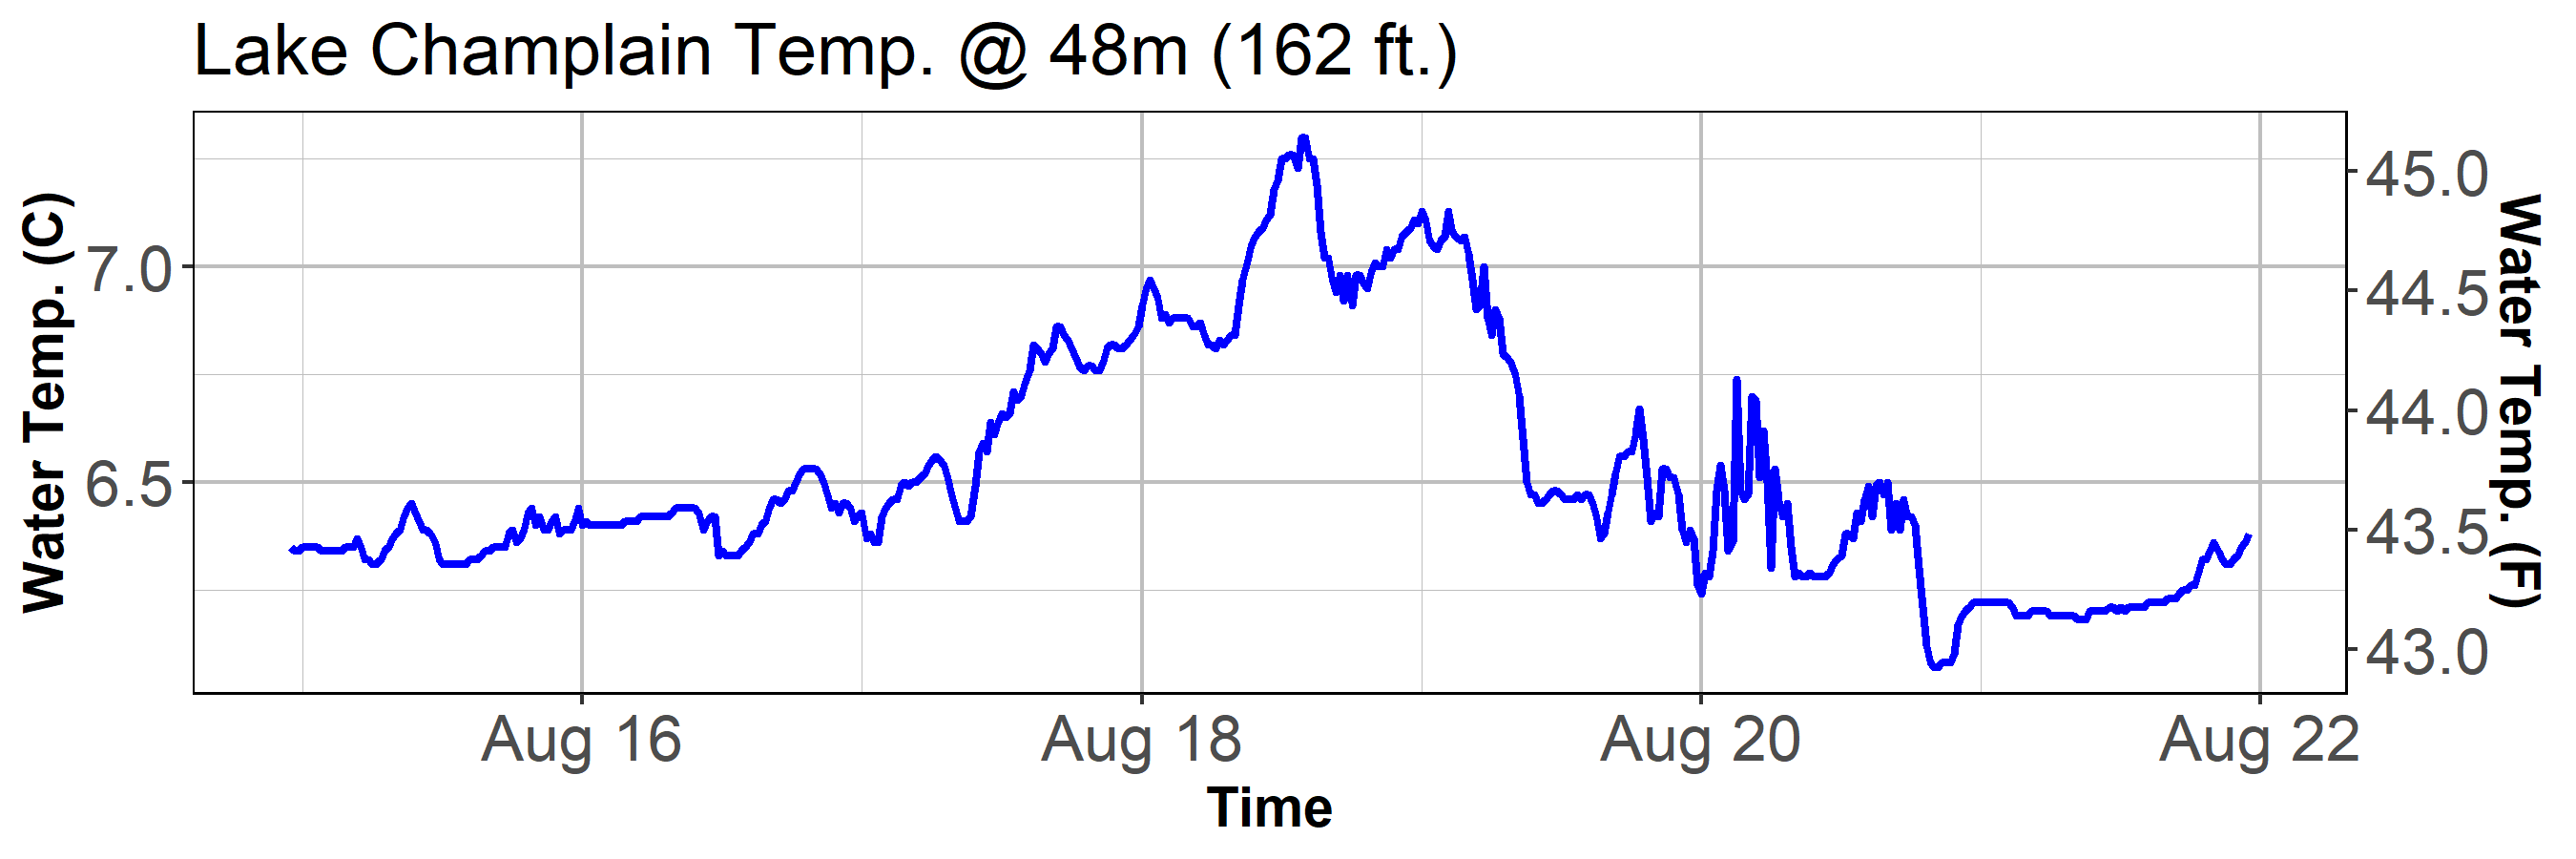 Lake Champlain Temp. @ 48m (162 ft.)
Water Temp. (C)
7.0
6.5
45.0
44.5
44.0
43.5
43.0
Water Temp. (F)
Aug 16
Aug 18
Aug 20
Aug 22
Time